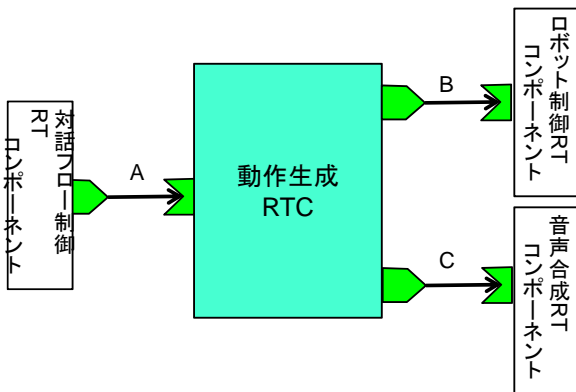 対話フロー制御
RT
コンポーネント
A
動作生成
RTC
B
ロボット制御RT
コンポーネント
C
音声合成RT
コンポーネント